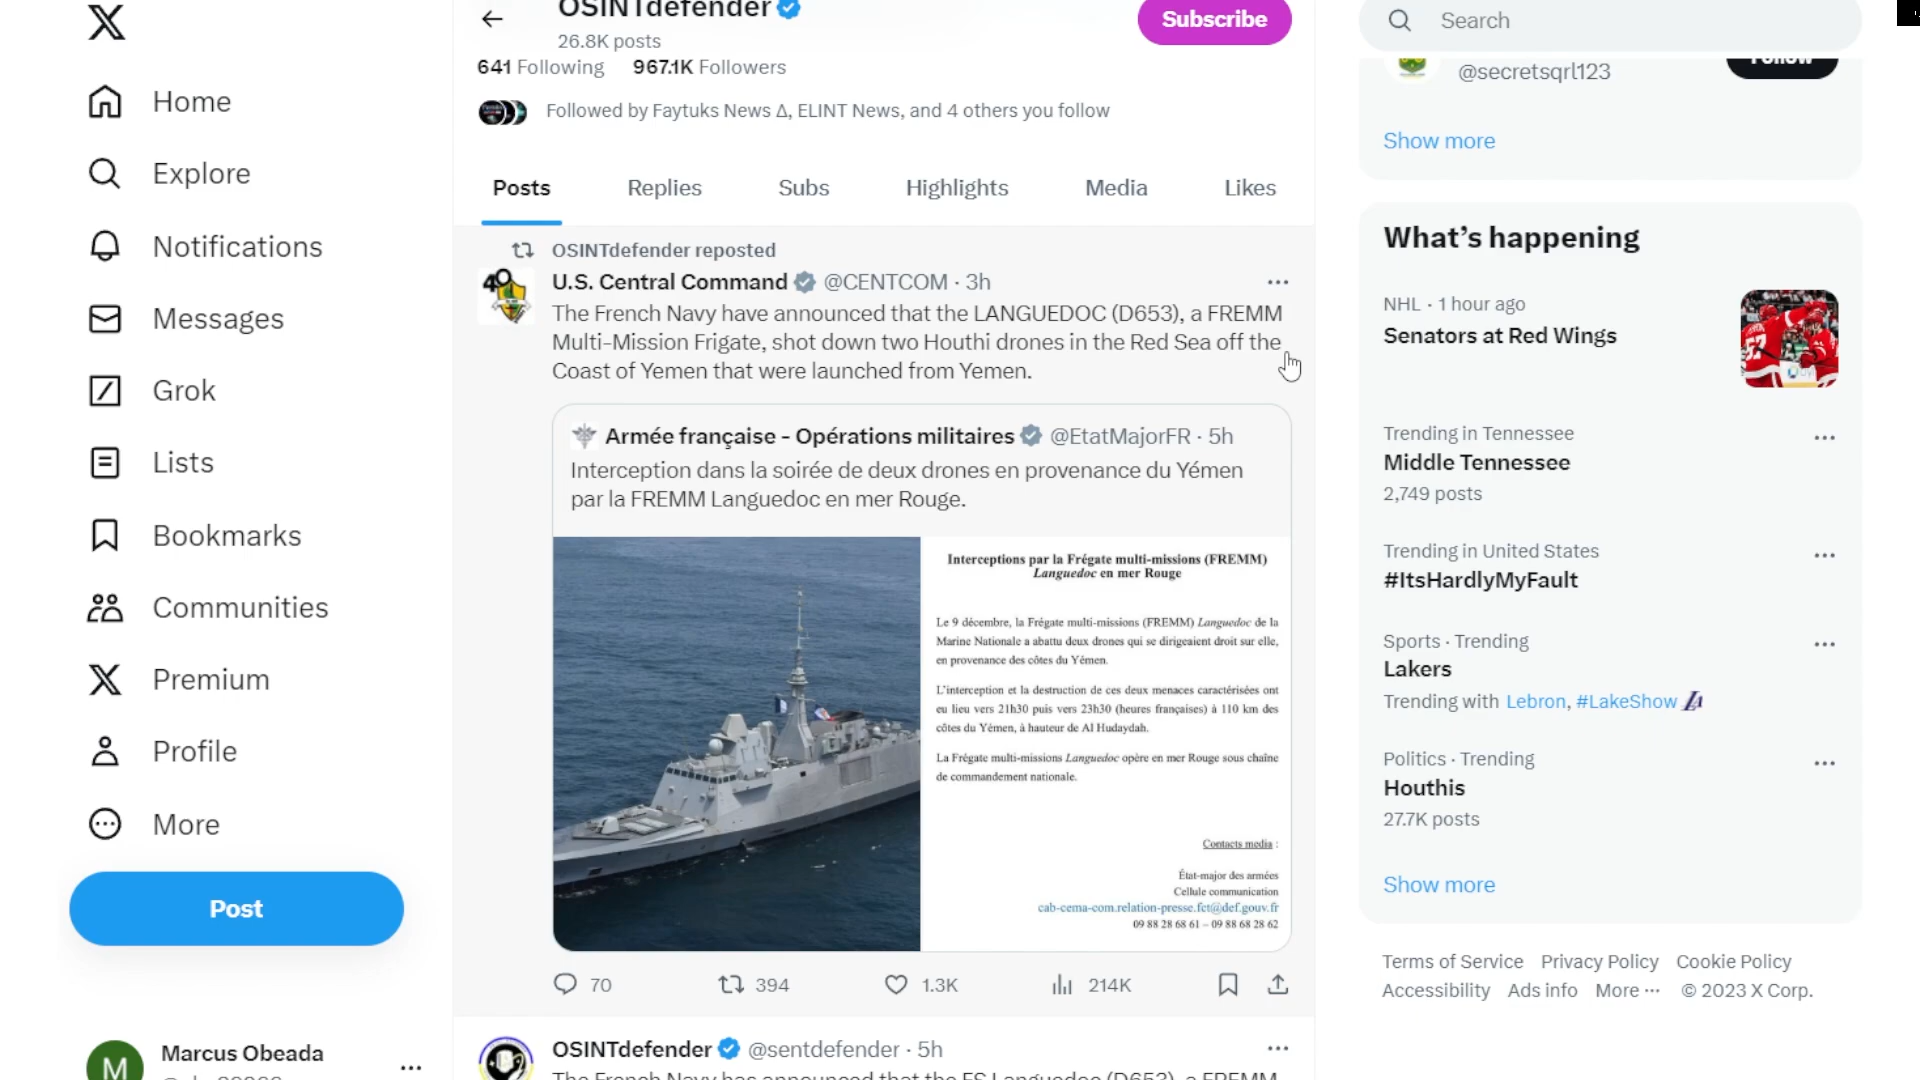 Home
Explore
Notifications
Messages
Grok
Lists
Bookmarks
Communities
Premium
Profile
More
Post
Marcus Obeada
OSINTdefender
26.8K posts
Subscribe
641 Following 967.1K Followers
Followed by Faytuks News Δ, ELINT News, and 4 others you follow
Posts Replies Subs Highlights Media Likes
OSINTdefender reposted
U.S. Central Command @CENTCOM · 3h
The French Navy have announced that the LANGUEDOC (D653), a FREMM
Multi-Mission Frigate, shot down two Houthi drones in the Red Sea off the
Coast of Yemen that were launched from Yemen.
Armée française - Opérations militaires @EtatMajorFR · 5h
Interception dans la soirée de deux drones en provenance du Yémen
par la FREMM Languedoc en mer Rouge.
Interceptions par la Frégate multi-missions (FREMM)
Languedoc en mer Rouge
Le 9 décembre, la Frégate multi-missions (FREMM) Languedoc de la
Marine Nationale a abattu deux drones qui se dirigeaient droit sur elle,
en provenance des côtes du Yémen.
L'interception et la destruction de ces deux menaces caractérisées ont
eu lieu vers 21h30 puis vers 23h30 (heures françaises) à 110 km des
côtes du Yémen, à hauteur de Al Hudaydah.
La Frégate multi-missions Languedoc opère en mer Rouge sous chaîne
de commandement nationale.
Contacts media :
État-major des armées
Cellule communication
cab-cema-com.relation-presse.fct@def.gouv.fr
09 88 28 68 61 – 09 88 68 28 62
70 394 1.3K 214K
OSINTdefender @sentdefender · 5h
The French Navy has announced that the FS Languedoc (D653), a FREMM
Search
@secretsqrl123
Follow
Show more
What's happening
NHL · 1 hour ago
Senators at Red Wings
Trending in Tennessee
Middle Tennessee
2,749 posts
Trending in United States
#ItsHardlyMyFault
Sports · Trending
Lakers
Trending with Lebron, #LakeShow
Politics · Trending
Houthis
27.7K posts
Show more
Terms of Service Privacy Policy Cookie Policy
Accessibility Ads info More ··· © 2023 X Corp.